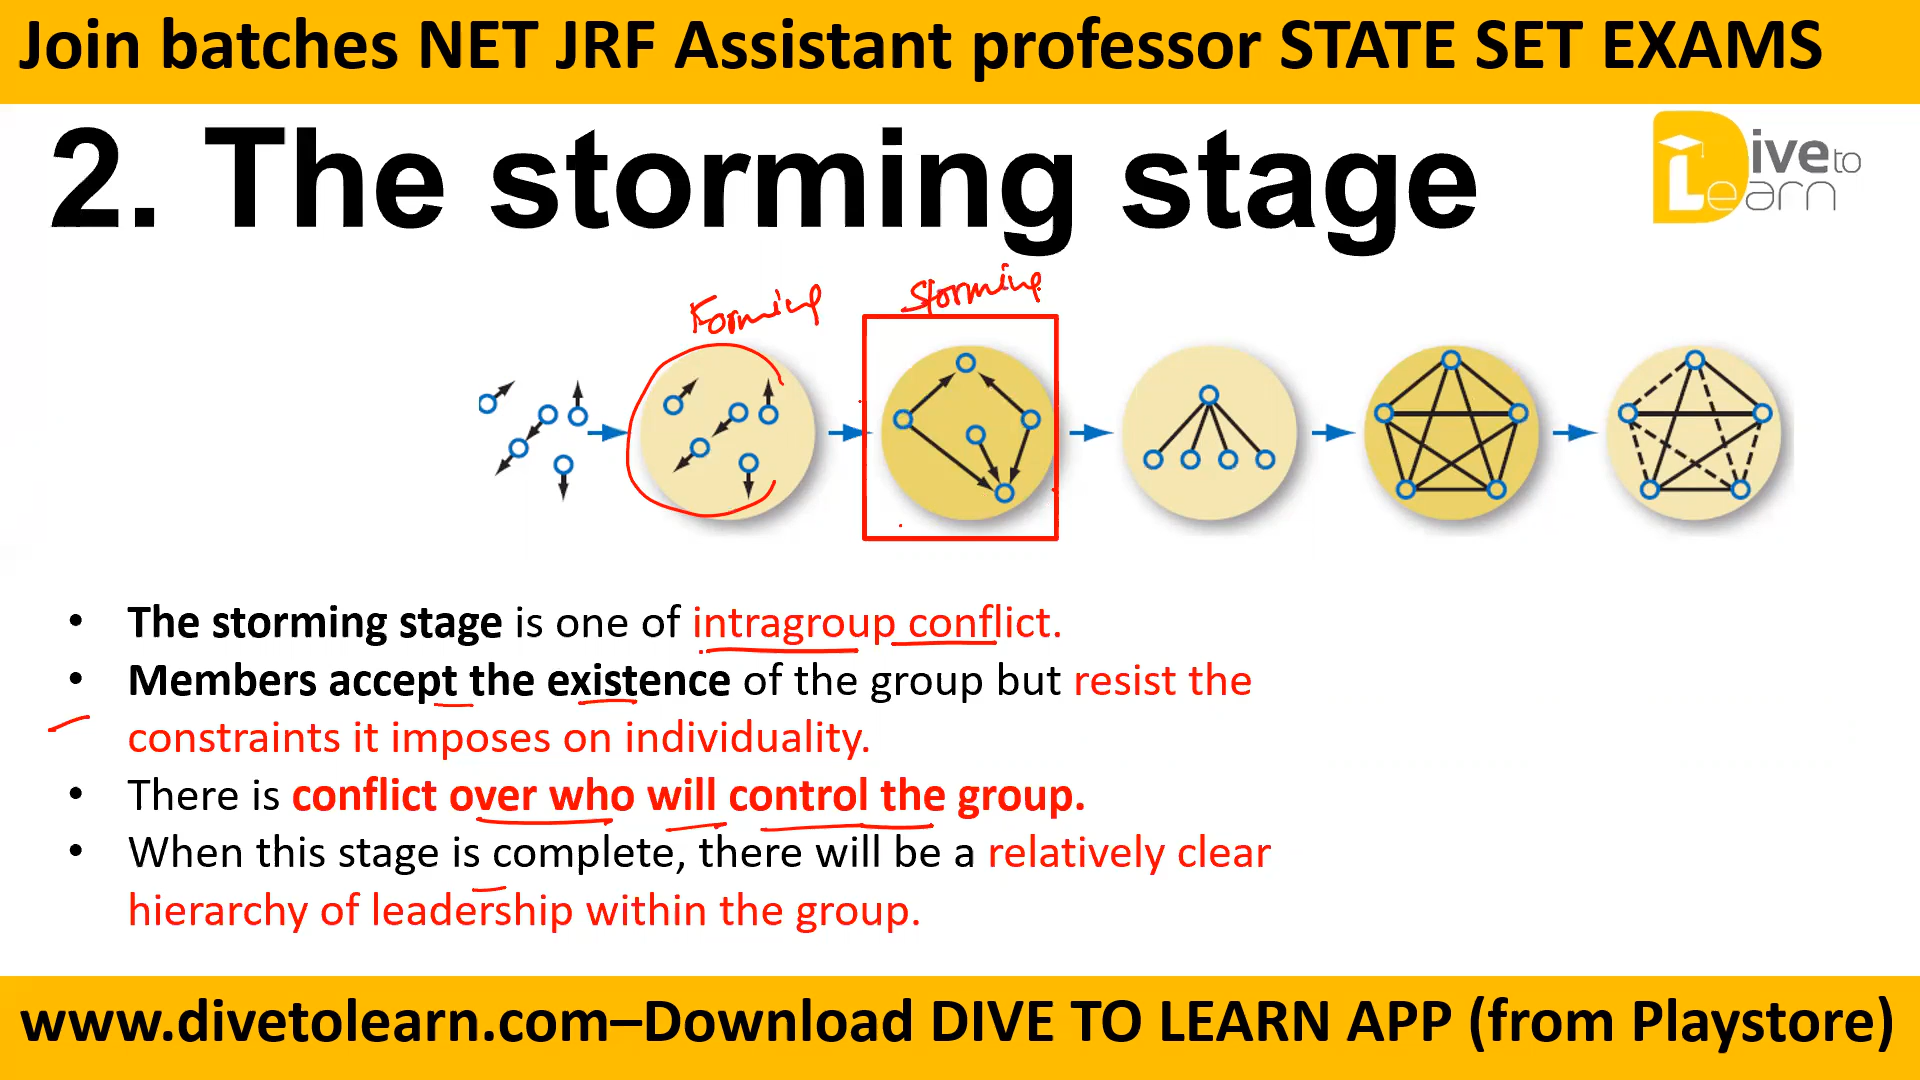 Join batches NET JRF Assistant professor STATE SET EXAMS
2. The storming stage
Dive to
Learn
Forming
Storming
• The storming stage is one of intragroup conflict.
• Members accept the existence of the group but resist the
constraints it imposes on individuality.
• There is conflict over who will control the group.
• When this stage is complete, there will be a relatively clear
hierarchy of leadership within the group.
www.divetolearn.com–Download DIVE TO LEARN APP (from Playstore)